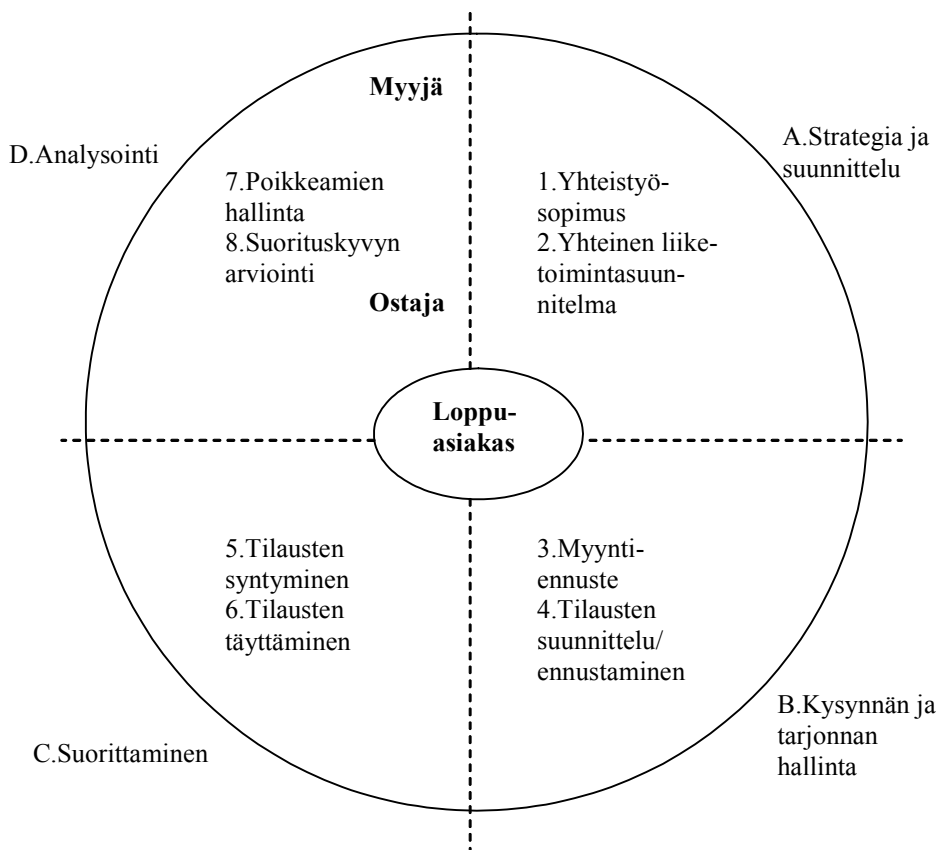 Myyjä
D.Analysointi
A.Strategia ja
suunnittelu
7.Poikkeamien
hallinta
8.Suorituskyvyn
arviointi
1.Yhteistyö-
sopimus
2.Yhteinen liike-
toimintasuun-
nitelma
Ostaja
Loppu-
asiakas
5.Tilausten
syntyminen
6.Tilausten
täyttäminen
3.Myynti-
ennuste
4.Tilausten
suunnittelu/
ennustaminen
C.Suorittaminen
B.Kysynnän ja
tarjonnan
hallinta